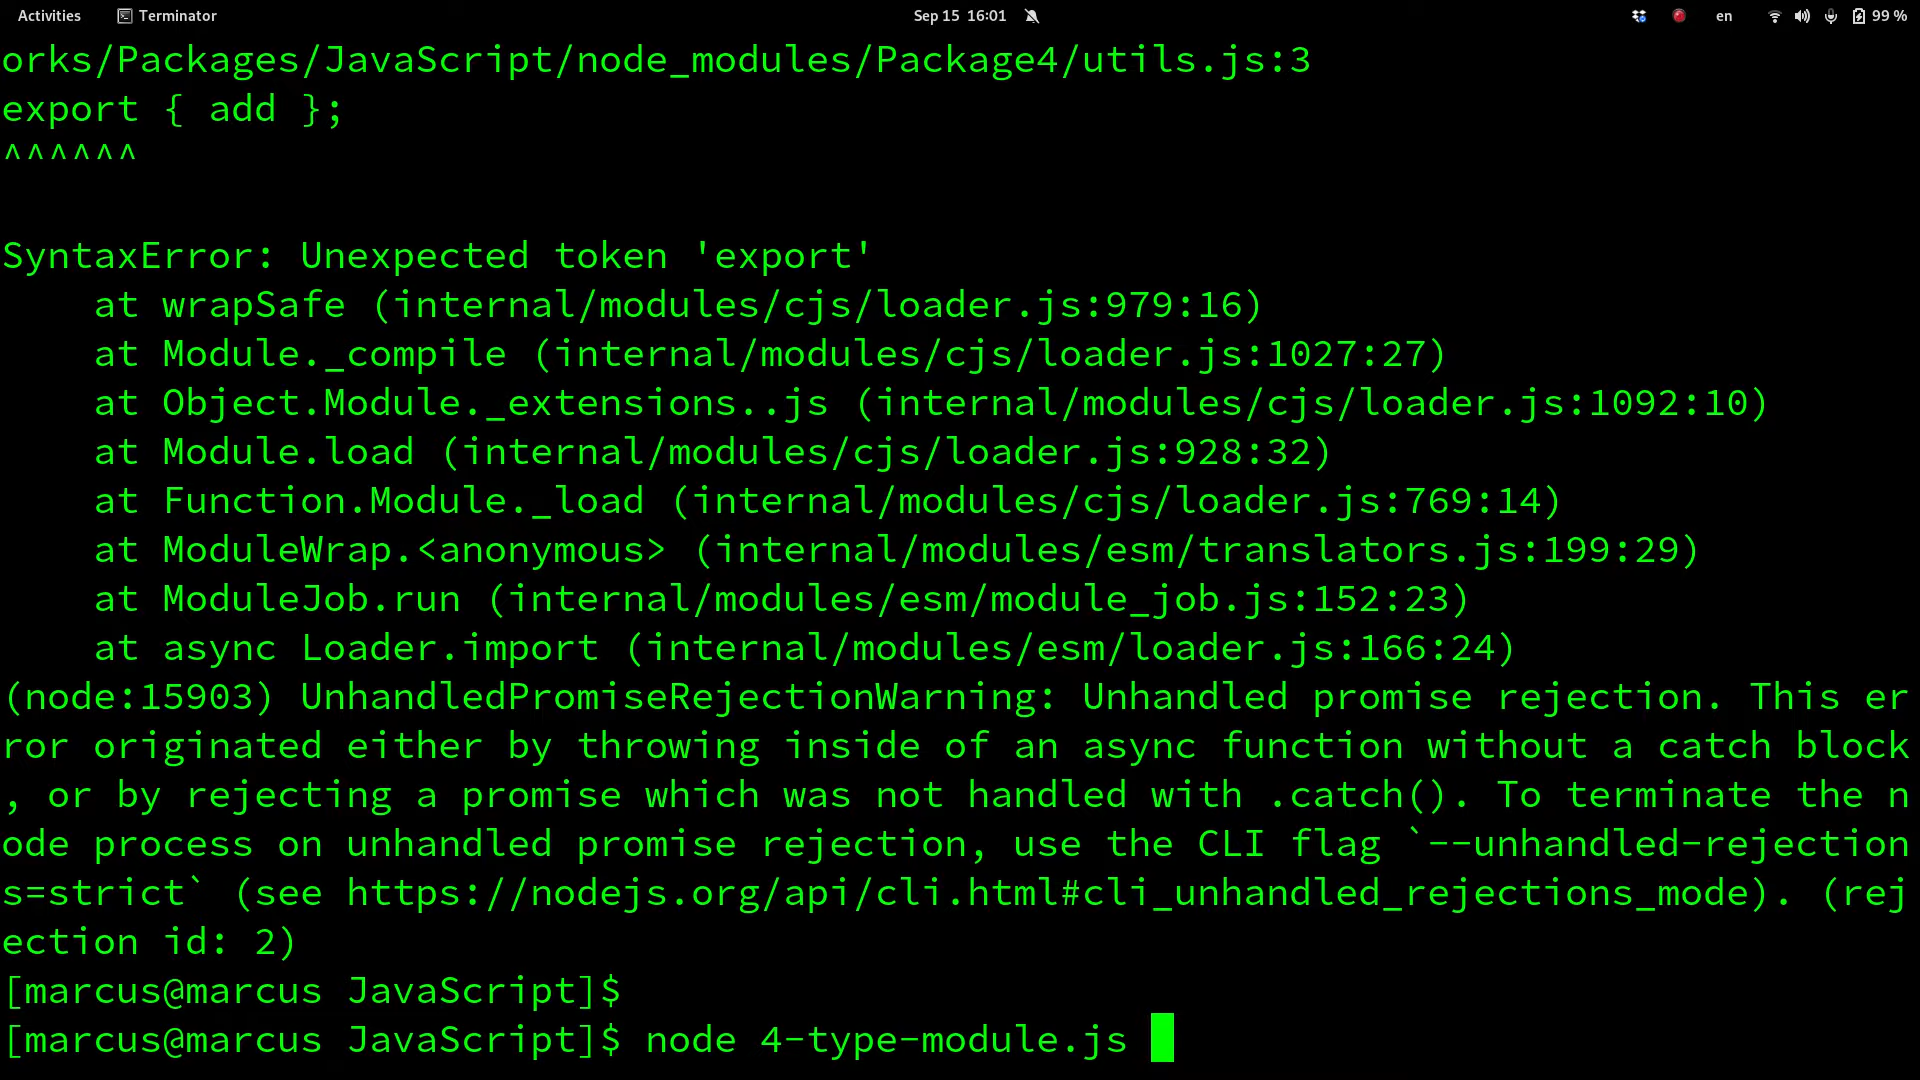 Activities Terminator Sep 15 16:01 en 99 %
orks/Packages/JavaScript/node_modules/Package4/utils.js:3
export { add };
^^^^^^
SyntaxError: Unexpected token 'export'
    at wrapSafe (internal/modules/cjs/loader.js:979:16)
    at Module._compile (internal/modules/cjs/loader.js:1027:27)
    at Object.Module._extensions..js (internal/modules/cjs/loader.js:1092:10)
    at Module.load (internal/modules/cjs/loader.js:928:32)
    at Function.Module._load (internal/modules/cjs/loader.js:769:14)
    at ModuleWrap.<anonymous> (internal/modules/esm/translators.js:199:29)
    at ModuleJob.run (internal/modules/esm/module_job.js:152:23)
    at async Loader.import (internal/modules/esm/loader.js:166:24)
(node:15903) UnhandledPromiseRejectionWarning: Unhandled promise rejection. This er
ror originated either by throwing inside of an async function without a catch block
, or by rejecting a promise which was not handled with .catch(). To terminate the n
ode process on unhandled promise rejection, use the CLI flag `--unhandled-rejection
s=strict` (see https://nodejs.org/api/cli.html#cli_unhandled_rejections_mode). (rej
ection id: 2)
[marcus@marcus JavaScript]$
[marcus@marcus JavaScript]$ node 4-type-module.js